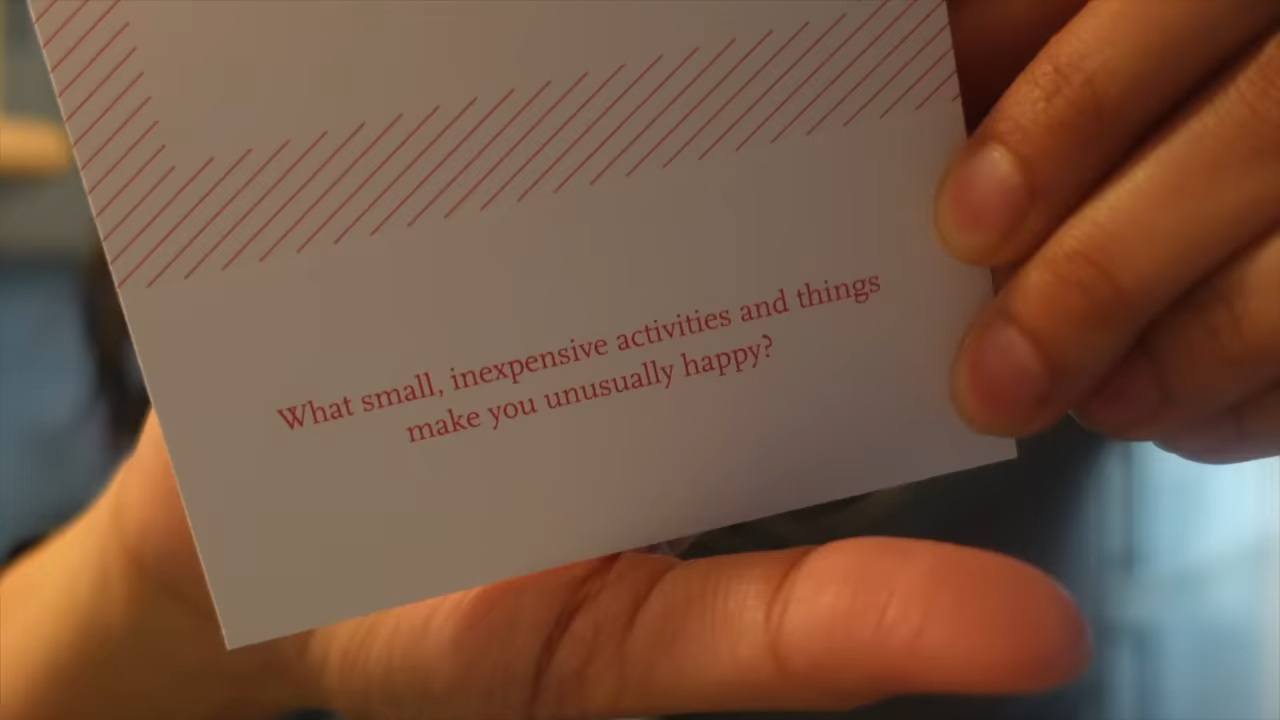 What small, inexpensive activities and things
make you unusually happy?